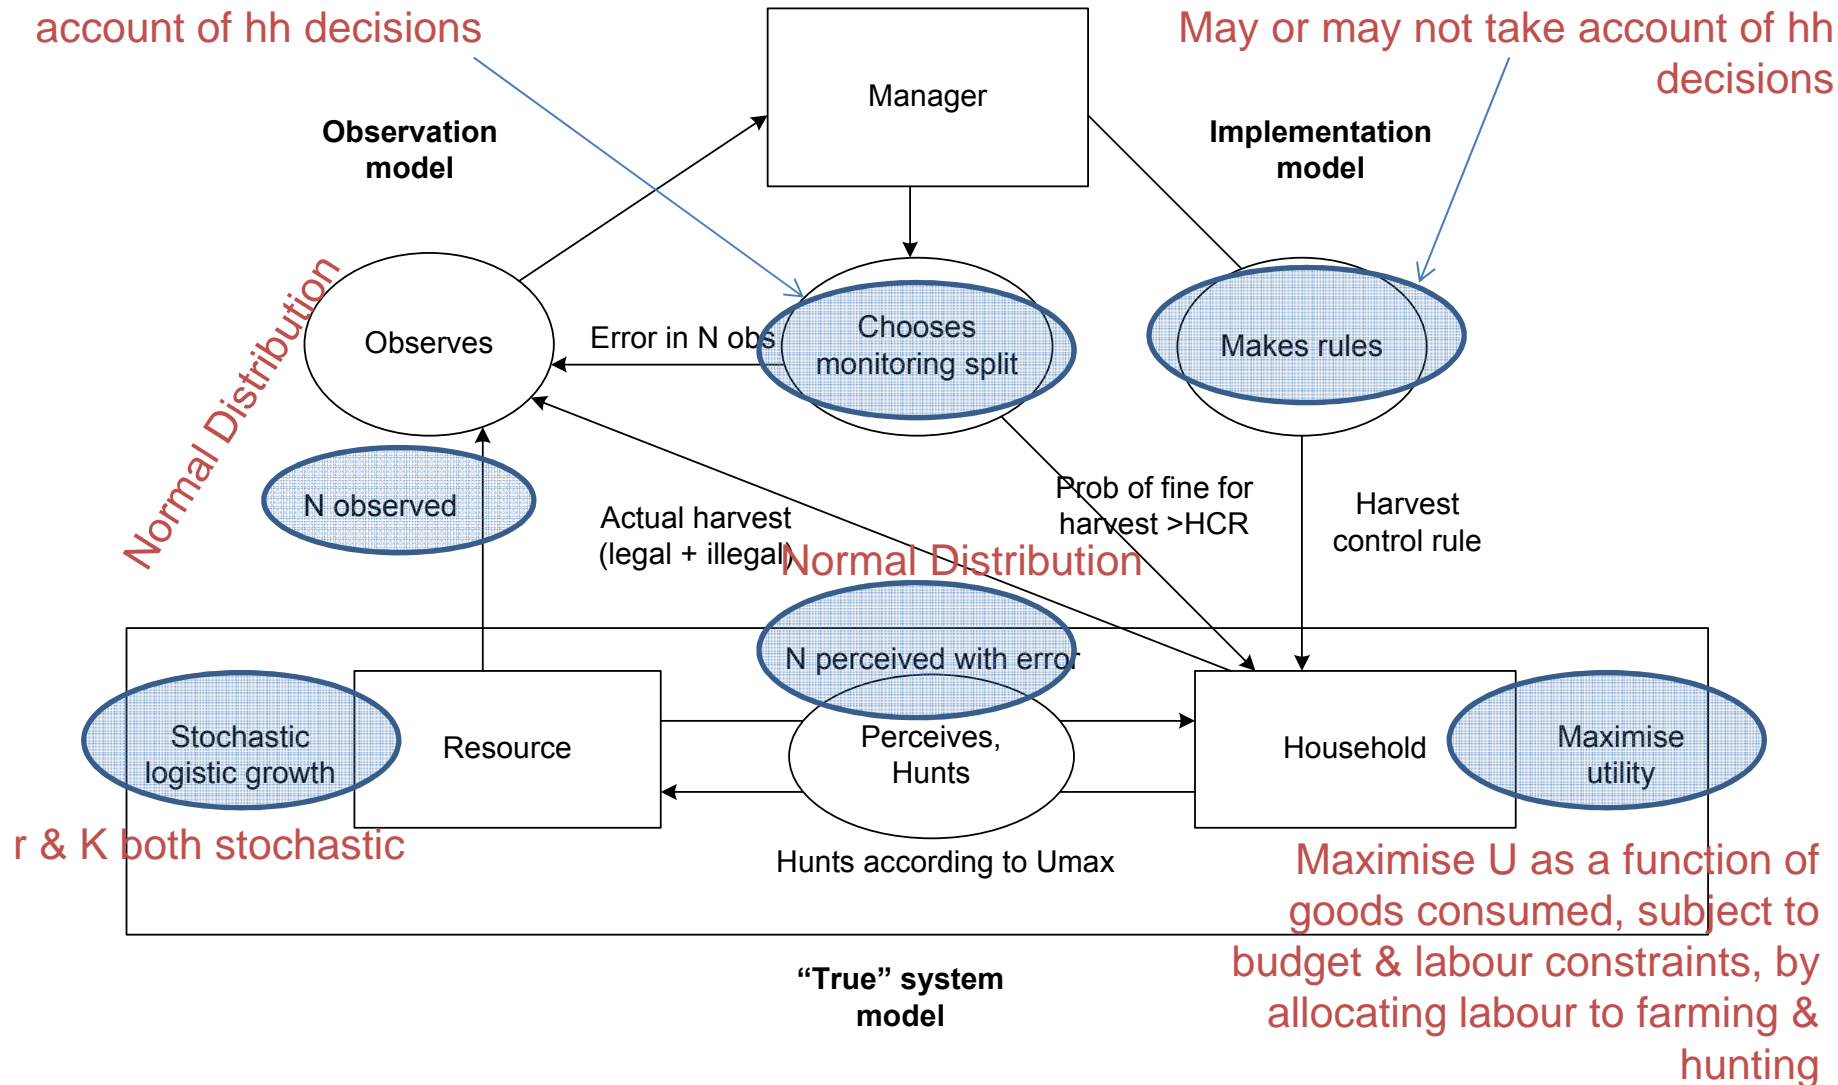 account of hh decisions
May or may not take account of hh
decisions
Manager
Observation
model
Implementation
model
Normal Distribution
Observes
Error in N obs
Chooses
monitoring split
Makes rules
N observed
Actual harvest
(legal + illegal)
Prob of fine for
harvest >HCR
Harvest
control rule
Normal Distribution
N perceived with error
Stochastic
logistic growth
Resource
Perceives,
Hunts
Household
Maximise
utility
r & K both stochastic
Hunts according to Umax
Maximise U as a function of
goods consumed, subject to
budget & labour constraints, by
allocating labour to farming &
hunting
“True” system
model